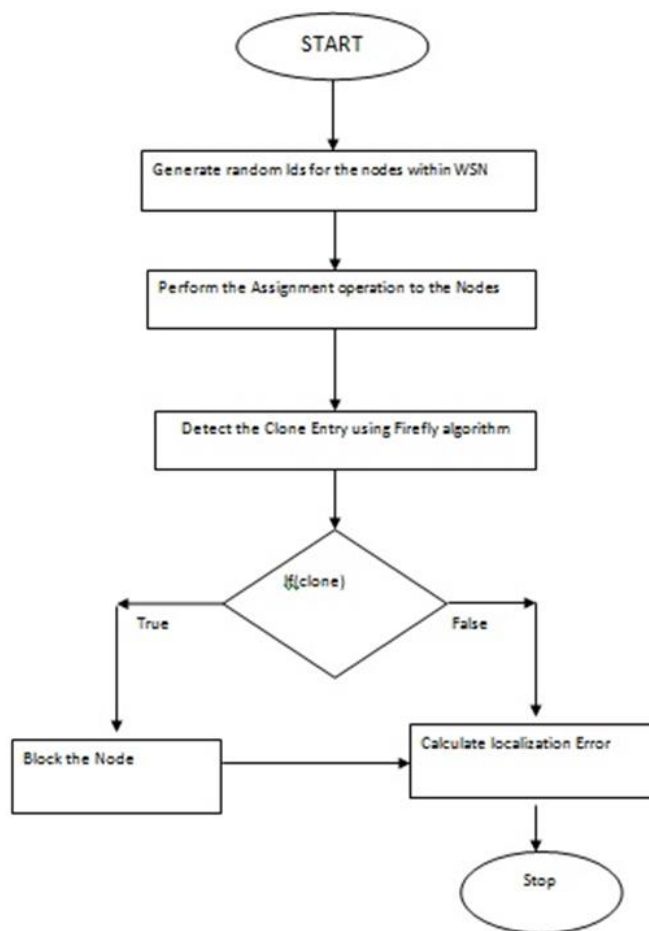 START
Generate random Ids for the nodes within WSN
Perform the Assignment operation to the Nodes
Detect the Clone Entry using Firefly algorithm
If(clone)
True
False
Block the Node
Calculate localization Error
Stop